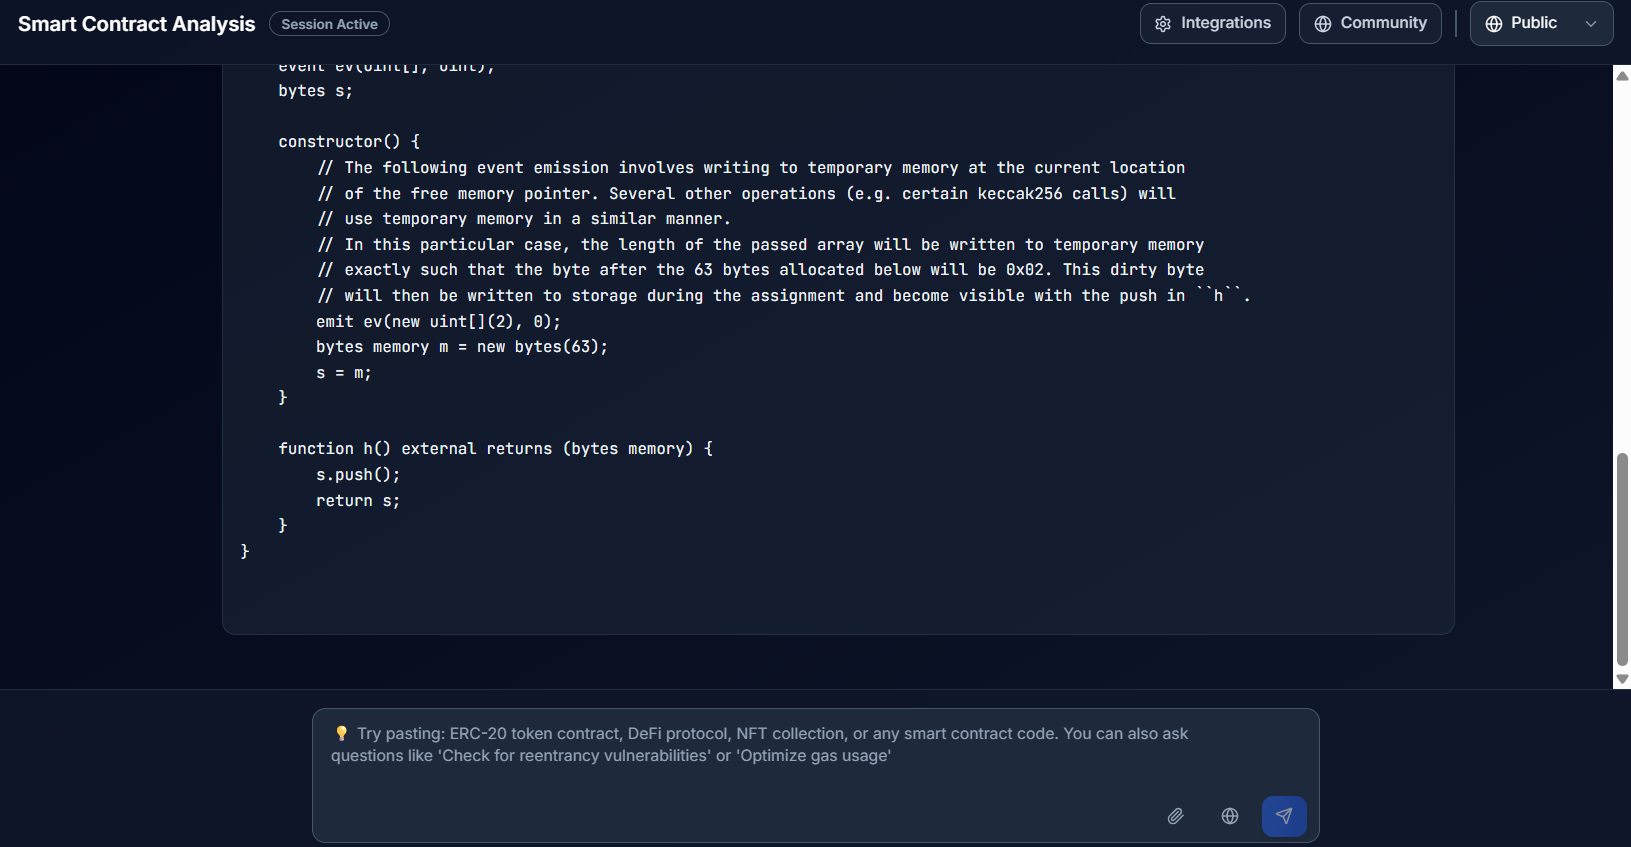 Smart Contract Analysis
Session Active
Integrations
Community
Public
event ev(uint[], uint);
bytes s;
constructor() {
// The following event emission involves writing to temporary memory at the current location
// of the free memory pointer. Several other operations (e.g. certain keccak256 calls) will
// use temporary memory in a similar manner.
// In this particular case, the length of the passed array will be written to temporary memory
// exactly such that the byte after the 63 bytes allocated below will be 0x02. This dirty byte
// will then be written to storage during the assignment and become visible with the push in ``h``.
emit ev(new uint[](2), 0);
bytes memory m = new bytes(63);
s = m;
}
function h() external returns (bytes memory) {
s.push();
return s;
}
}
💡 Try pasting: ERC-20 token contract, DeFi protocol, NFT collection, or any smart contract code. You can also ask
questions like 'Check for reentrancy vulnerabilities' or 'Optimize gas usage'